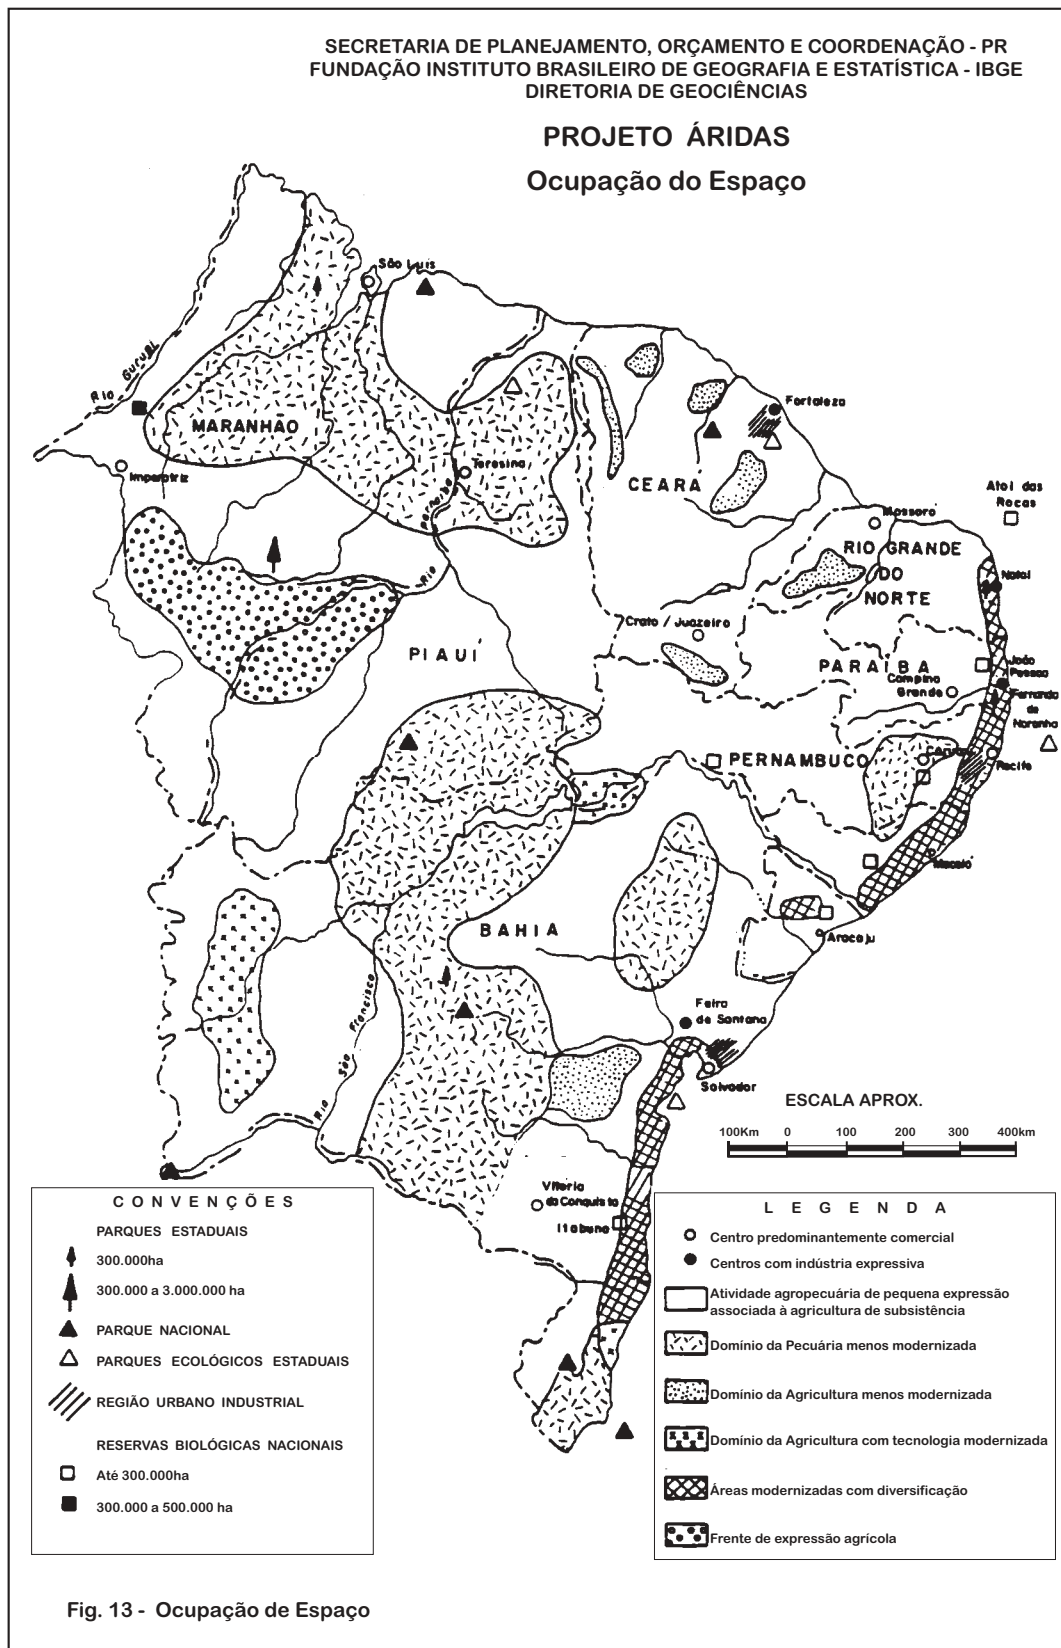 SECRETARIA DE PLANEJAMENTO, ORÇAMENTO E COORDENAÇÃO - PR
FUNDAÇÃO INSTITUTO BRASILEIRO DE GEOGRAFIA E ESTATÍSTICA - IBGE
DIRETORIA DE GEOCIÊNCIAS
PROJETO ÁRIDAS
Ocupação do Espaço
São Luis
RIO GURUPÍ
MARANHÃO
Imperatriz
Teresina
Rio Parnaíba
Fortaleza
CEARA
Atol das
Rocas
Mossoró
RIO GRANDE
DO
NORTE
Natal
Crato / Juazeiro
PIAUÍ
PARAÍBA
João
Pessoa
Campina
Grande
Fernando
de
Noronha
PERNAMBUCO
Recife
Maceió
BAHIA
Aracaju
Rio São Francisco
Feira
de Santana
Salvador
ESCALA APROX.
100Km 0 100 200 300 400km
Vitória
da Conquista
Itabuna
CONVENÇÕES
PARQUES ESTADUAIS
300.000ha
300.000 a 3.000.000 ha
PARQUE NACIONAL
PARQUES ECOLÓGICOS ESTADUAIS
REGIÃO URBANO INDUSTRIAL
RESERVAS BIOLÓGICAS NACIONAIS
Até 300.000ha
300.000 a 500.000 ha
LEGENDA
Centro predominantemente comercial
Centros com indústria expressiva
Atividade agropecuária de pequena expressão
associada à agricultura de subsistência
Domínio da Pecuária menos modernizada
Domínio da Agricultura menos modernizada
Domínio da Agricultura com tecnologia modernizada
Áreas modernizadas com diversificação
Frente de expressão agrícola
Fig. 13 - Ocupação de Espaço